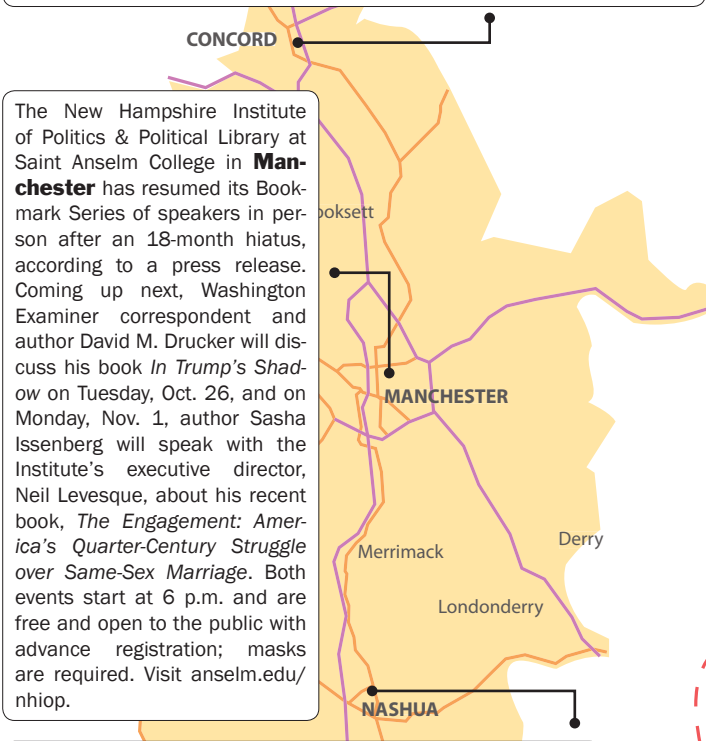 CONCORD
The New Hampshire Institute
of Politics & Political Library at
Saint Anselm College in Man-
chester has resumed its Book-
mark Series of speakers in per-
son after an 18-month hiatus,
according to a press release.
Coming up next, Washington
Examiner correspondent and
author David M. Drucker will dis-
cuss his book In Trump’s Shad-
ow on Tuesday, Oct. 26, and on
Monday, Nov. 1, author Sasha
Issenberg will speak with the
Institute’s executive director,
Neil Levesque, about his recent
book, The Engagement: Amer-
ica’s Quarter-Century Struggle
over Same-Sex Marriage. Both
events start at 6 p.m. and are
free and open to the public with
advance registration; masks
are required. Visit anselm.edu/
nhiop.
ooksett
MANCHESTER
Derry
Merrimack
Londonderry
NASHUA